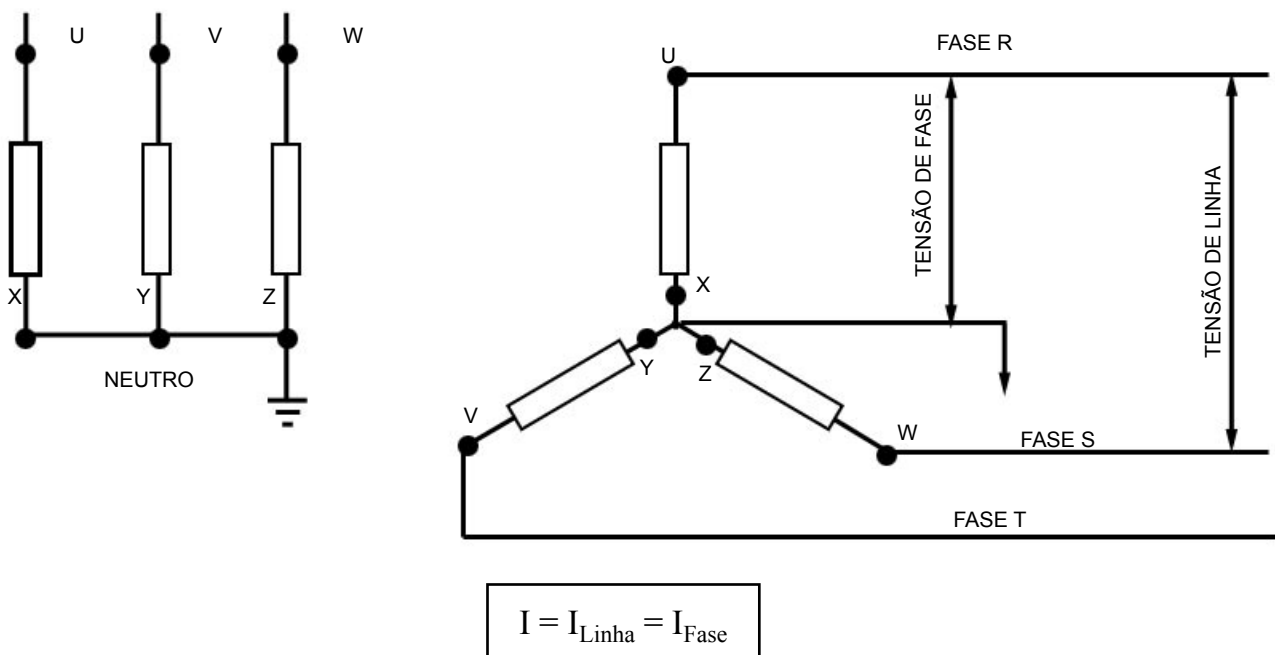 U V W
X Y Z
NEUTRO
FASE R
U
TENSÃO DE FASE
TENSÃO DE LINHA
X
Y Z
V
W
FASE S
FASE T
I = I_Linha = I_Fase